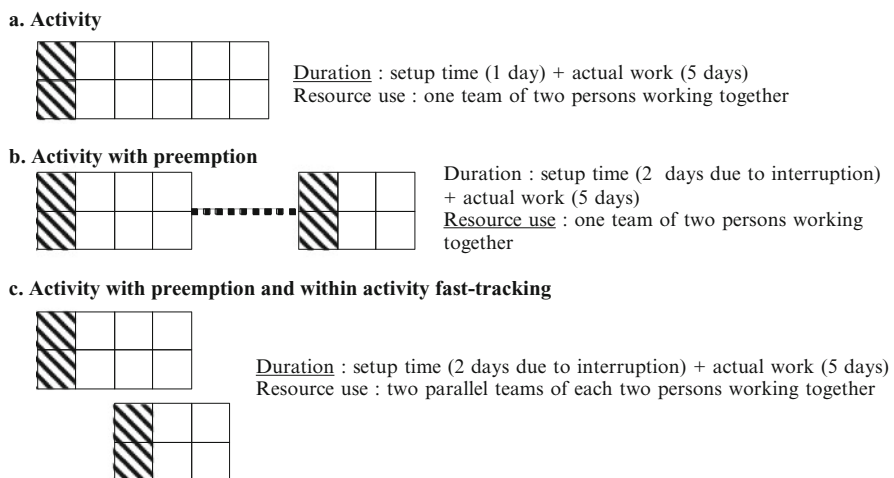 a. Activity
Duration : setup time (1 day) + actual work (5 days)
Resource use : one team of two persons working together
b. Activity with preemption
Duration : setup time (2 days due to interruption)
+ actual work (5 days)
Resource use : one team of two persons working
together
c. Activity with preemption and within activity fast-tracking
Duration : setup time (2 days due to interruption) + actual work (5 days)
Resource use : two parallel teams of each two persons working together